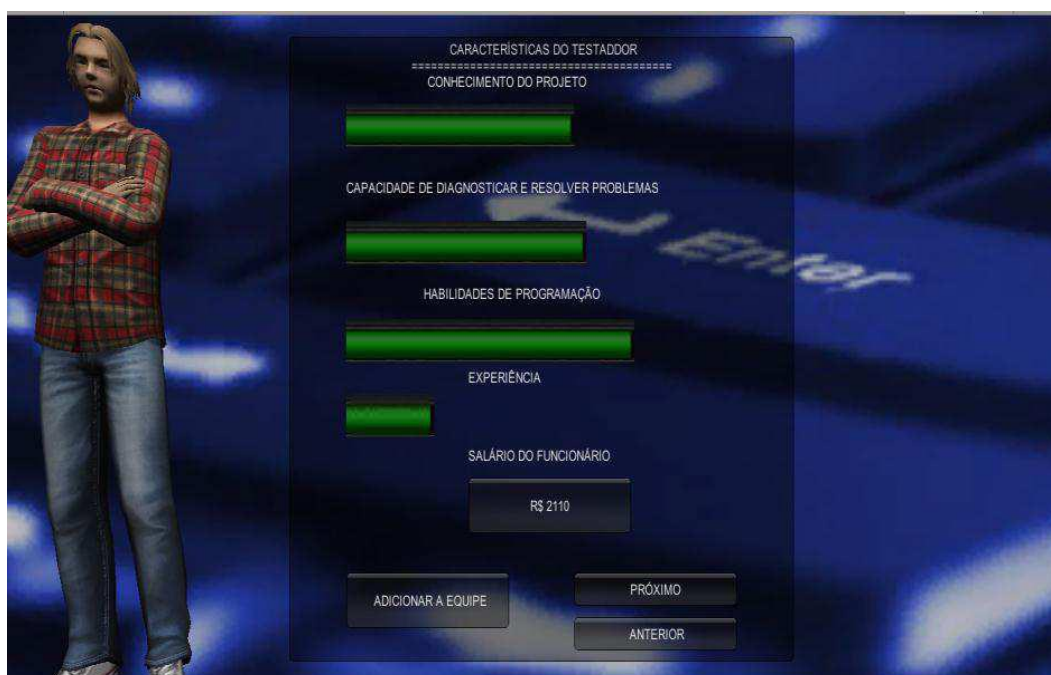 CARACTERÍSTICAS DO TESTADDOR
========================================
CONHECIMENTO DO PROJETO
CAPACIDADE DE DIAGNOSTICAR E RESOLVER PROBLEMAS
Enter
HABILIDADES DE PROGRAMAÇÃO
EXPERIÊNCIA
SALÁRIO DO FUNCIONÁRIO
R$ 2110
ADICIONAR A EQUIPE
PRÓXIMO
ANTERIOR